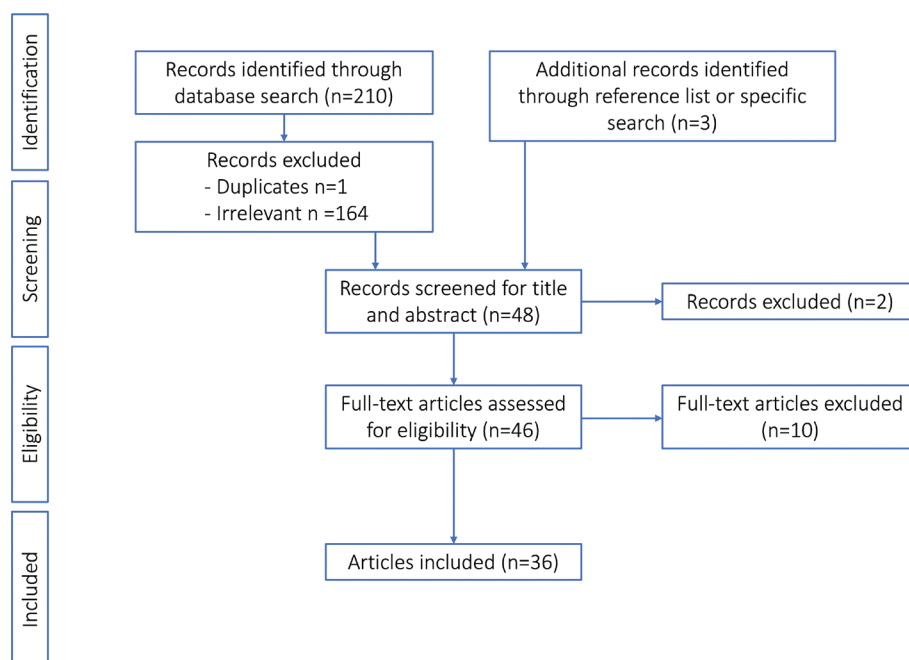 Identification
Records identified through
database search (n=210)
Additional records identified
through reference list or specific
search (n=3)
Records excluded
- Duplicates n=1
- Irrelevant n =164
Screening
Records screened for title
and abstract (n=48)
Records excluded (n=2)
Eligibility
Full-text articles assessed
for eligibility (n=46)
Full-text articles excluded
(n=10)
Included
Articles included (n=36)